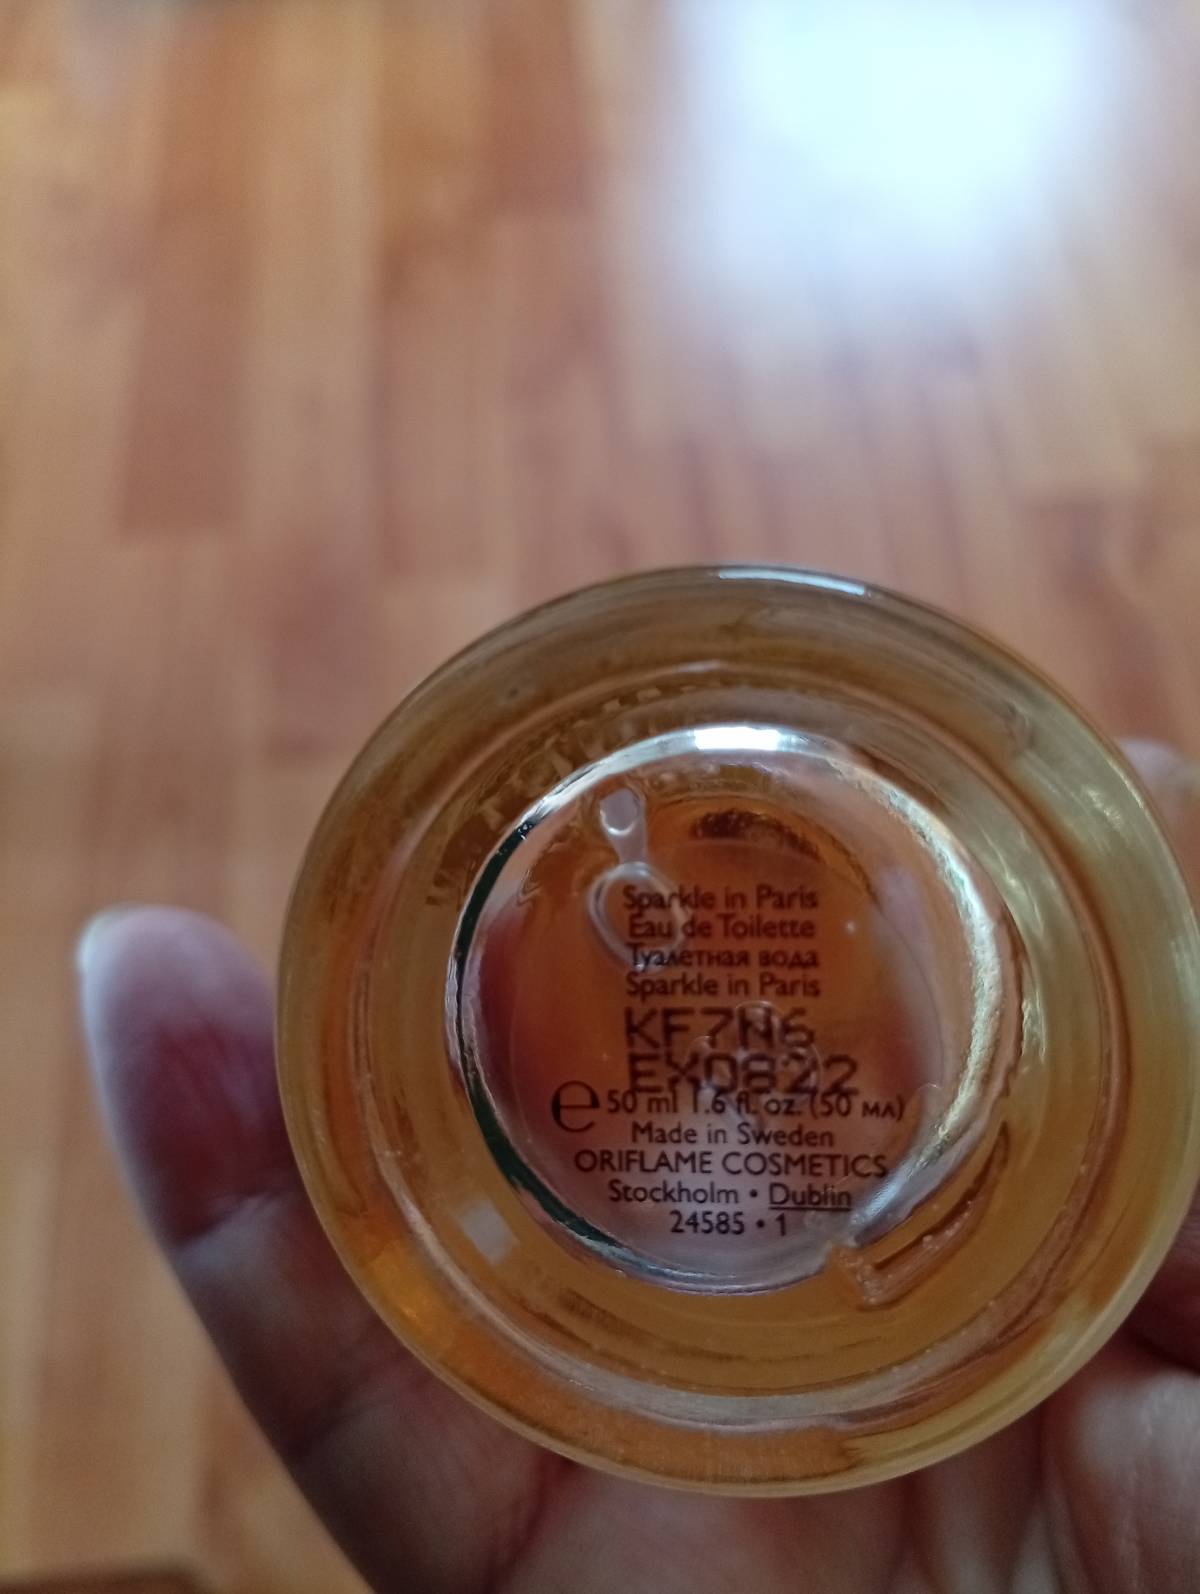 Sparkle in Paris
Eau de Toilette
Туалетная вода
Sparkle in Paris
KF7N6
EX0822
℮ 50 ml 1.6 fl. oz. (50 мл)
Made in Sweden
ORIFLAME COSMETICS
Stockholm • Dublin
24585 • 1